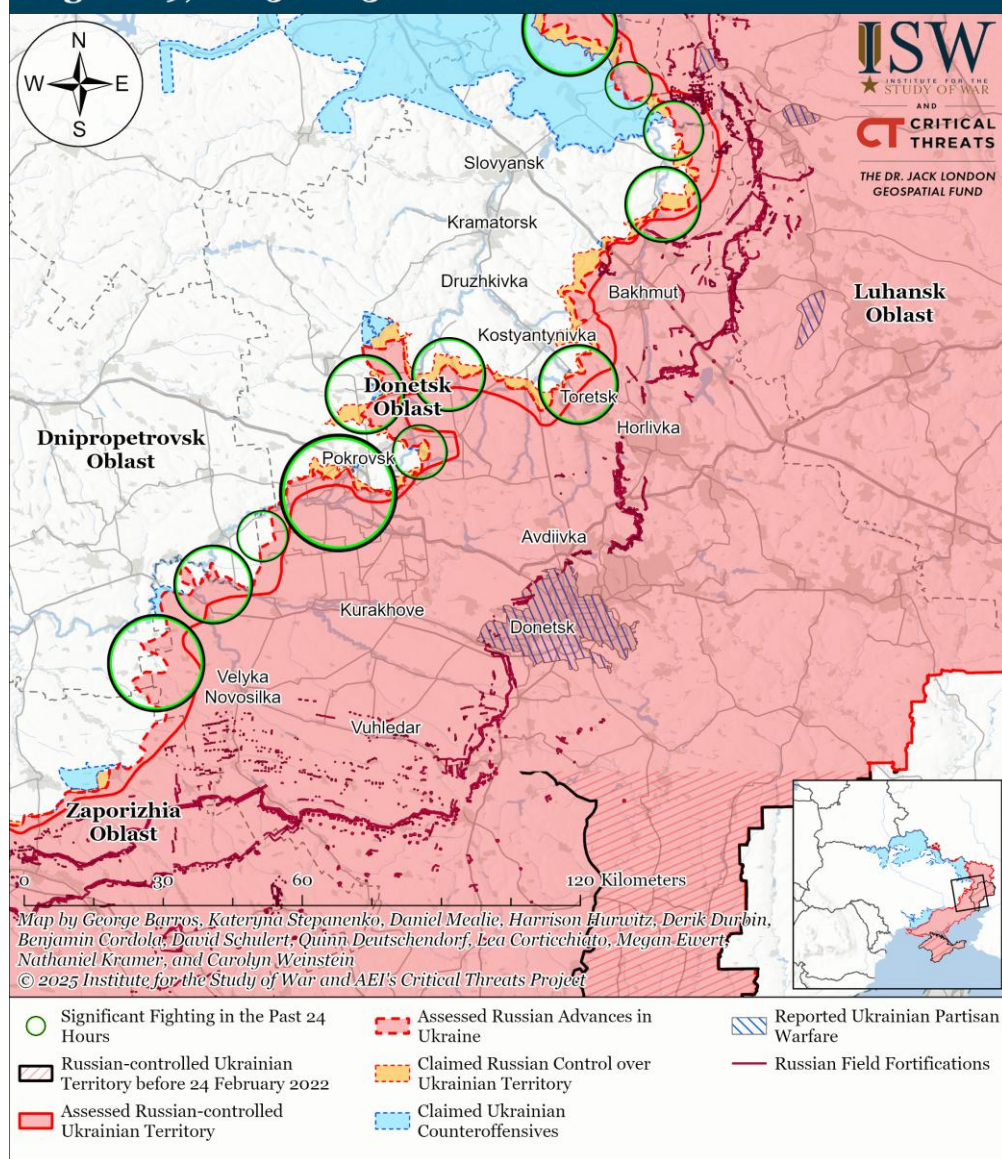 N
W E
S
ISW
INSTITUTE FOR THE
STUDY OF WAR
AND
CT CRITICAL
THREATS
THE DR. JACK LONDON
GEOSPATIAL FUND
Slovyansk
Kramatorsk
Druzhkivka
Bakhmut
Luhansk
Oblast
Kostyantynivka
Donetsk
Oblast
Toretsk
Horlivka
Dnipropetrovsk
Oblast
Pokrovsk
Avdiivka
Kurakhove
Donetsk
Velyka
Novosilka
Vuhledar
Zaporizhia
Oblast
0 30 60 120 Kilometers
Map by George Barros, Kateryna Stepanenko, Daniel Mealie, Harrison Hurwitz, Derik Durbin,
Benjamin Cordola, David Schulert, Quinn Deutschendorf, Lea Corticchiato, Megan Ewert,
Nathaniel Kramer, and Carolyn Weinstein
© 2025 Institute for the Study of War and AEI's Critical Threats Project
Significant Fighting in the Past 24
Hours
Russian-controlled Ukrainian
Territory before 24 February 2022
Assessed Russian-controlled
Ukrainian Territory
Assessed Russian Advances in
Ukraine
Claimed Russian Control over
Ukrainian Territory
Claimed Ukrainian
Counteroffensives
Reported Ukrainian Partisan
Warfare
Russian Field Fortifications